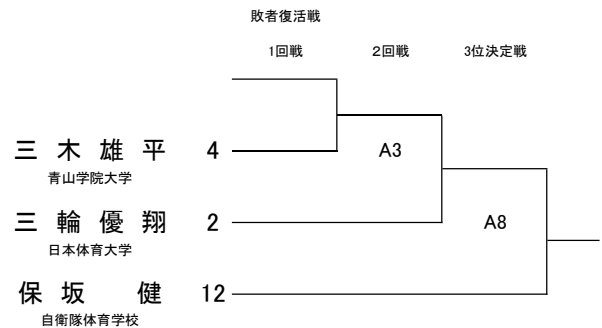 敗者復活戦
1回戦 2回戦 3位決定戦
三木雄平 4
青山学院大学
A3
三輪優翔 2
日本体育大学
A8
保坂 健 12
自衛隊体育学校